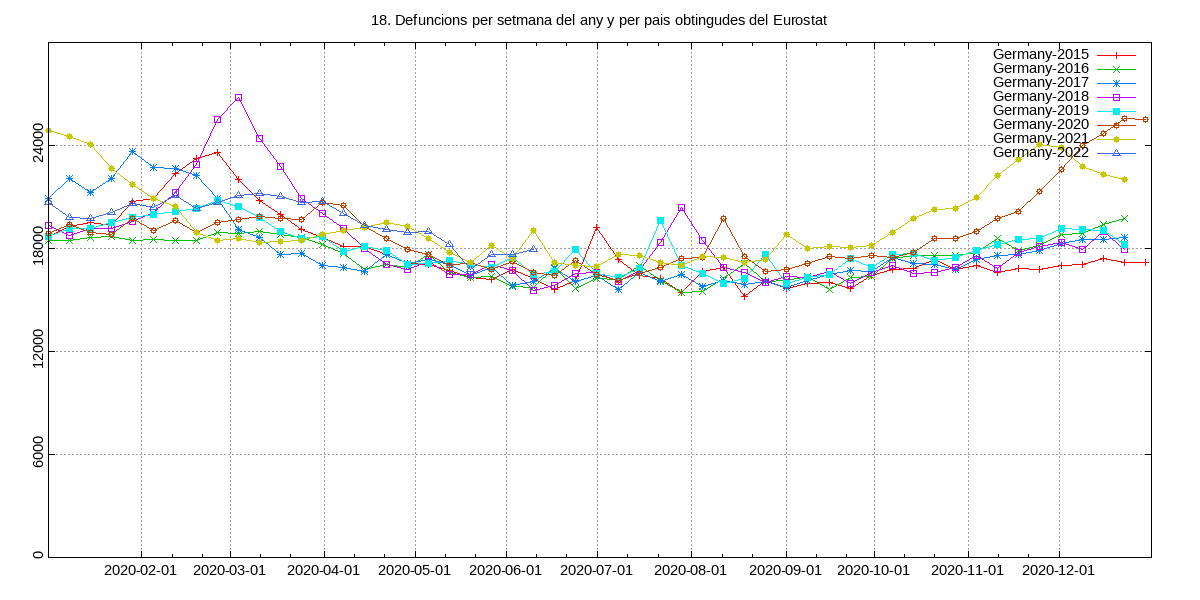 18. Defuncions per setmana del any y per pais obtingudes del Eurostat
Germany-2015
Germany-2016
Germany-2017
Germany-2018
Germany-2019
Germany-2020
Germany-2021
Germany-2022
24000
18000
12000
6000
0
2020-02-01 2020-03-01 2020-04-01 2020-05-01 2020-06-01 2020-07-01 2020-08-01 2020-09-01 2020-10-01 2020-11-01 2020-12-01